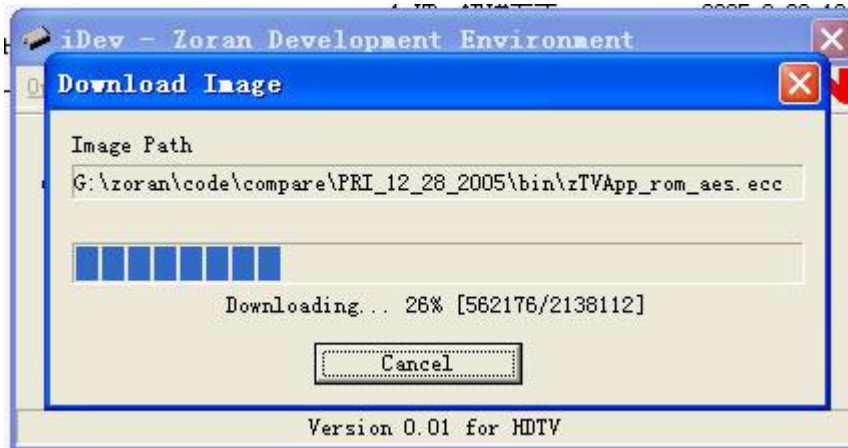 iDev - Zoran Development Environment
Download Image
Image Path
G:\zoran\code\compare\PRI_12_28_2005\bin\zTVApp_rom_aes.ecc
Downloading... 26% [562176/2138112]
Cancel
Version 0.01 for HDTV